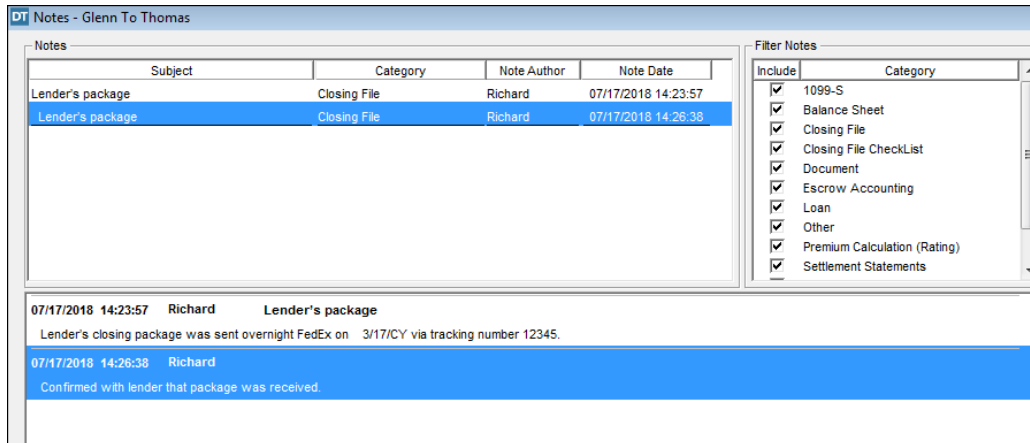 DT Notes - Glenn To Thomas
Notes
Subject Category Note Author Note Date
Lender's package Closing File Richard 07/17/2018 14:23:57
Lender's package Closing File Richard 07/17/2018 14:26:38
Filter Notes
Include Category
1099-S
Balance Sheet
Closing File
Closing File CheckList
Document
Escrow Accounting
Loan
Other
Premium Calculation (Rating)
Settlement Statements
07/17/2018 14:23:57 Richard Lender's package
Lender's closing package was sent overnight FedEx on 3/17/CY via tracking number 12345.
07/17/2018 14:26:38 Richard
Confirmed with lender that package was received.